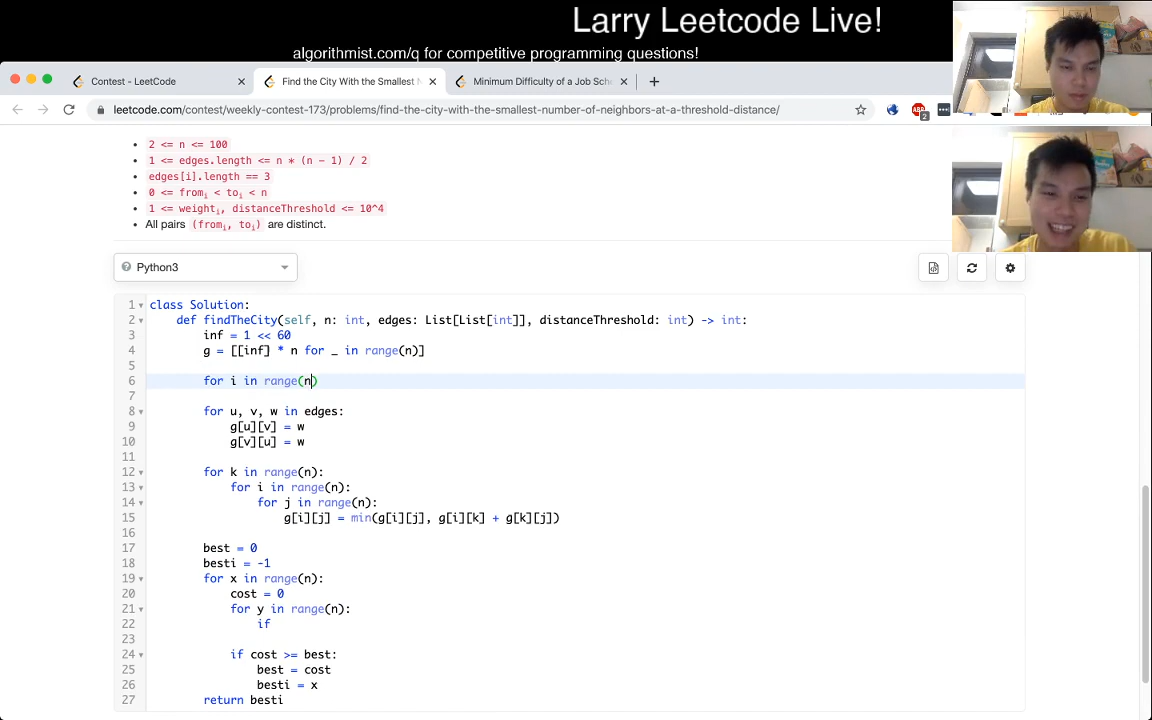 Larry Leetcode Live!
algorithmist.com/q for competitive programming questions!
Contest - LeetCode × Find the City With the Smallest × Minimum Difficulty of a Job Sch × +
leetcode.com/contest/weekly-contest-173/problems/find-the-city-with-the-smallest-number-of-neighbors-at-a-threshold-distance/
ABP 2
2 <= n <= 100
1 <= edges.length <= n * (n - 1) / 2
edges[i].length == 3
0 <= fromi < toi < n
1 <= weighti, distanceThreshold <= 10^4
All pairs (fromi, toi) are distinct.
Python3
1 class Solution:
2 def findTheCity(self, n: int, edges: List[List[int]], distanceThreshold: int) -> int:
3 inf = 1 << 60
4 g = [[inf] * n for _ in range(n)]
5
6 for i in range(n)
7
8 for u, v, w in edges:
9 g[u][v] = w
10 g[v][u] = w
11
12 for k in range(n):
13 for i in range(n):
14 for j in range(n):
15 g[i][j] = min(g[i][j], g[i][k] + g[k][j])
16
17 best = 0
18 besti = -1
19 for x in range(n):
20 cost = 0
21 for y in range(n):
22 if
23
24 if cost >= best:
25 best = cost
26 besti = x
27 return besti